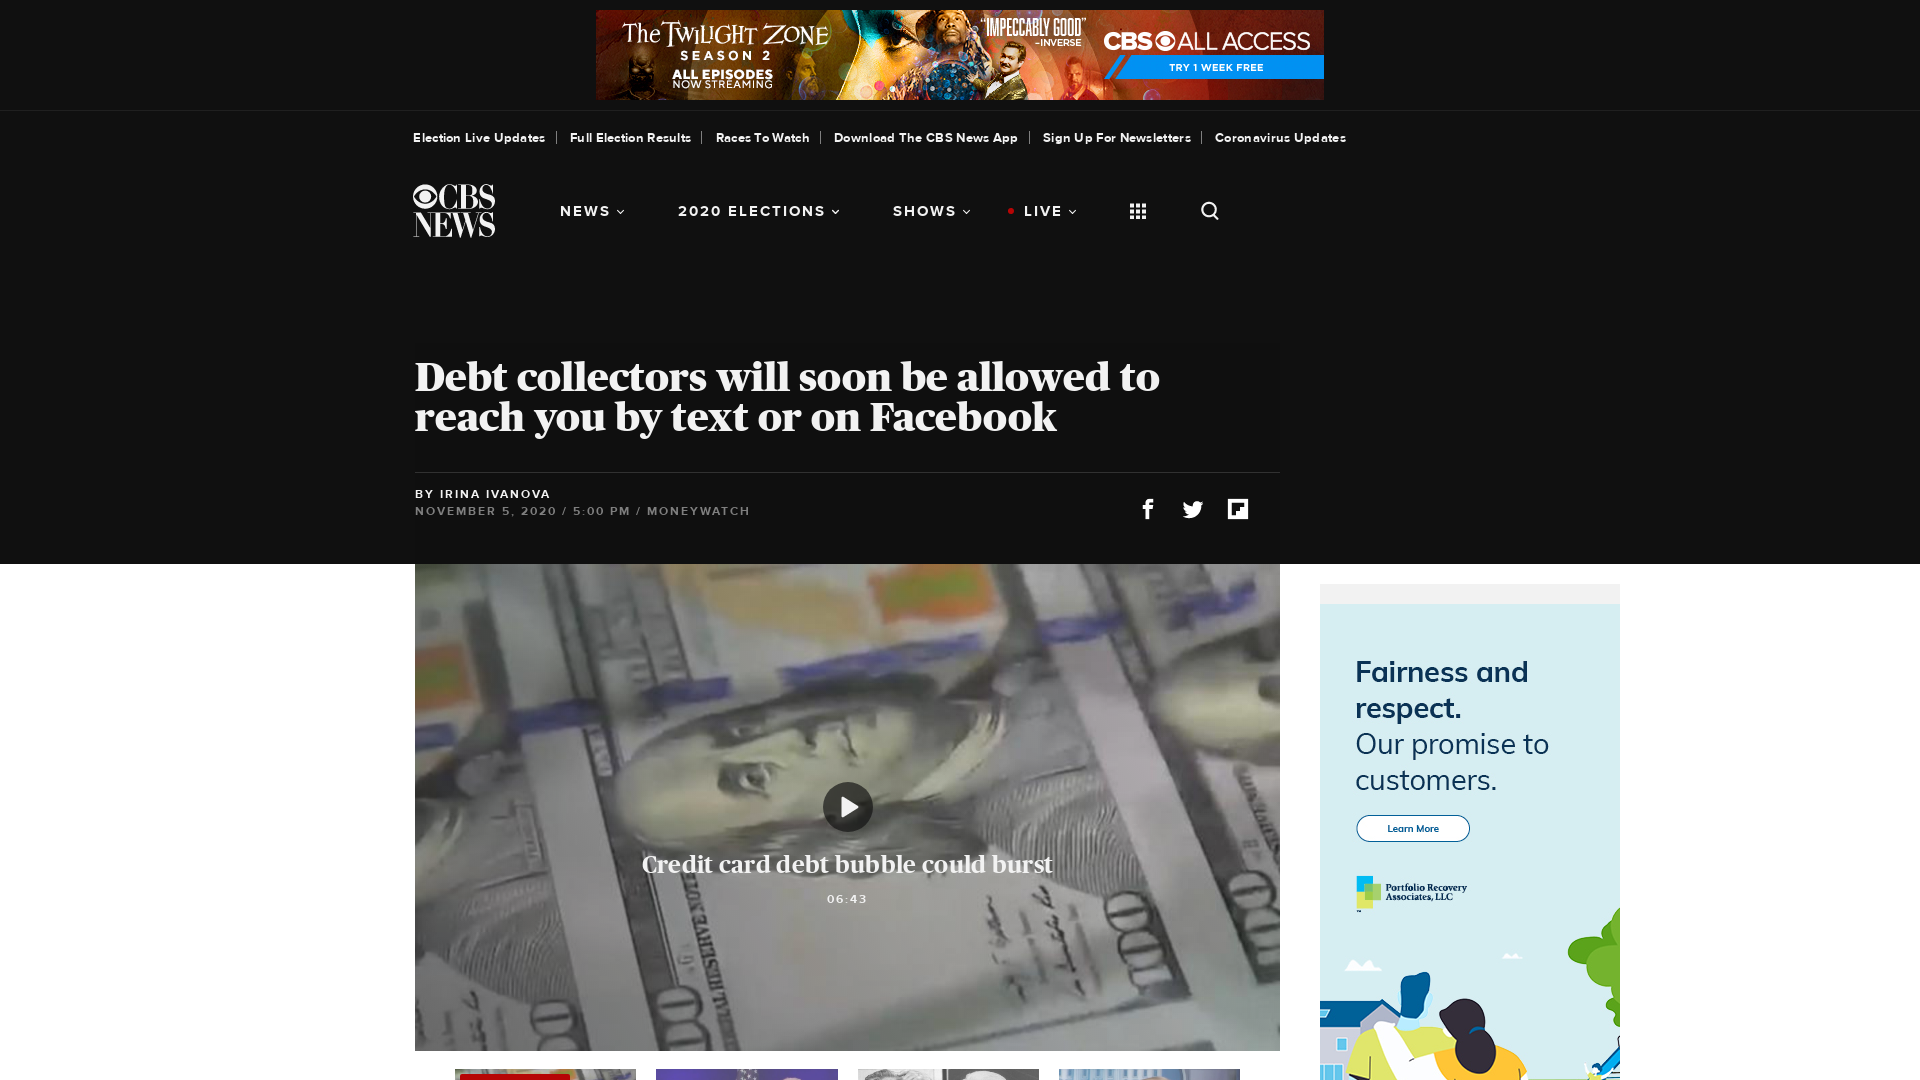 The TWILIGHT ZONE
SEASON 2
ALL EPISODES
NOW STREAMING
"IMPECCABLY GOOD"
–INVERSE
CBS ALL ACCESS
TRY 1 WEEK FREE
Election Live Updates
Full Election Results
Races To Watch
Download The CBS News App
Sign Up For Newsletters
Coronavirus Updates
CBS
NEWS
NEWS
2020 ELECTIONS
SHOWS
LIVE
Debt collectors will soon be allowed to
reach you by text or on Facebook
BY IRINA IVANOVA
NOVEMBER 5, 2020 / 5:00 PM / MONEYWATCH
Credit card debt bubble could burst
06:43
Fairness and
respect.
Our promise to
customers.
Learn More
Portfolio Recovery
Associates, LLC